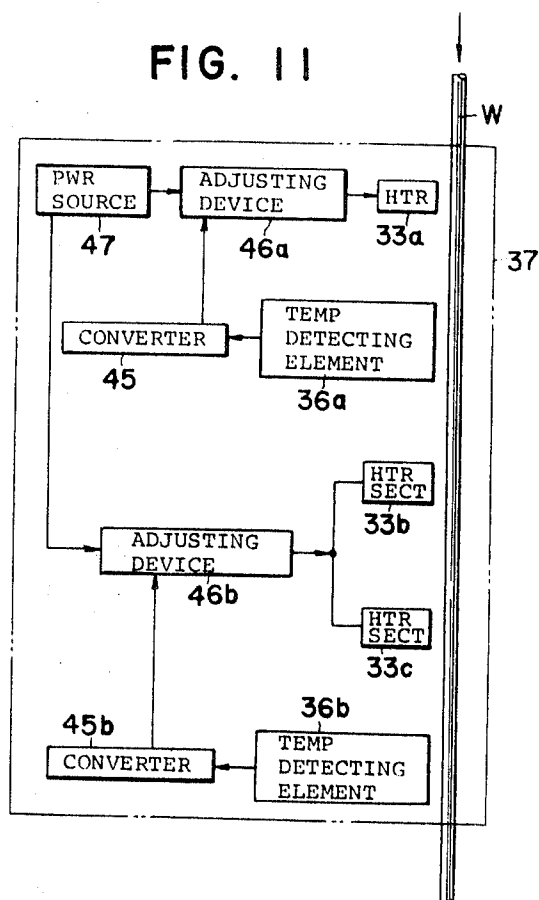 FIG. 11
W
PWR
SOURCE
47
ADJUSTING
DEVICE
46a
HTR
33a
37
CONVERTER
45
TEMP
DETECTING
ELEMENT
36a
HTR
SECT
33b
ADJUSTING
DEVICE
46b
HTR
SECT
33c
45b
CONVERTER
36b
TEMP
DETECTING
ELEMENT